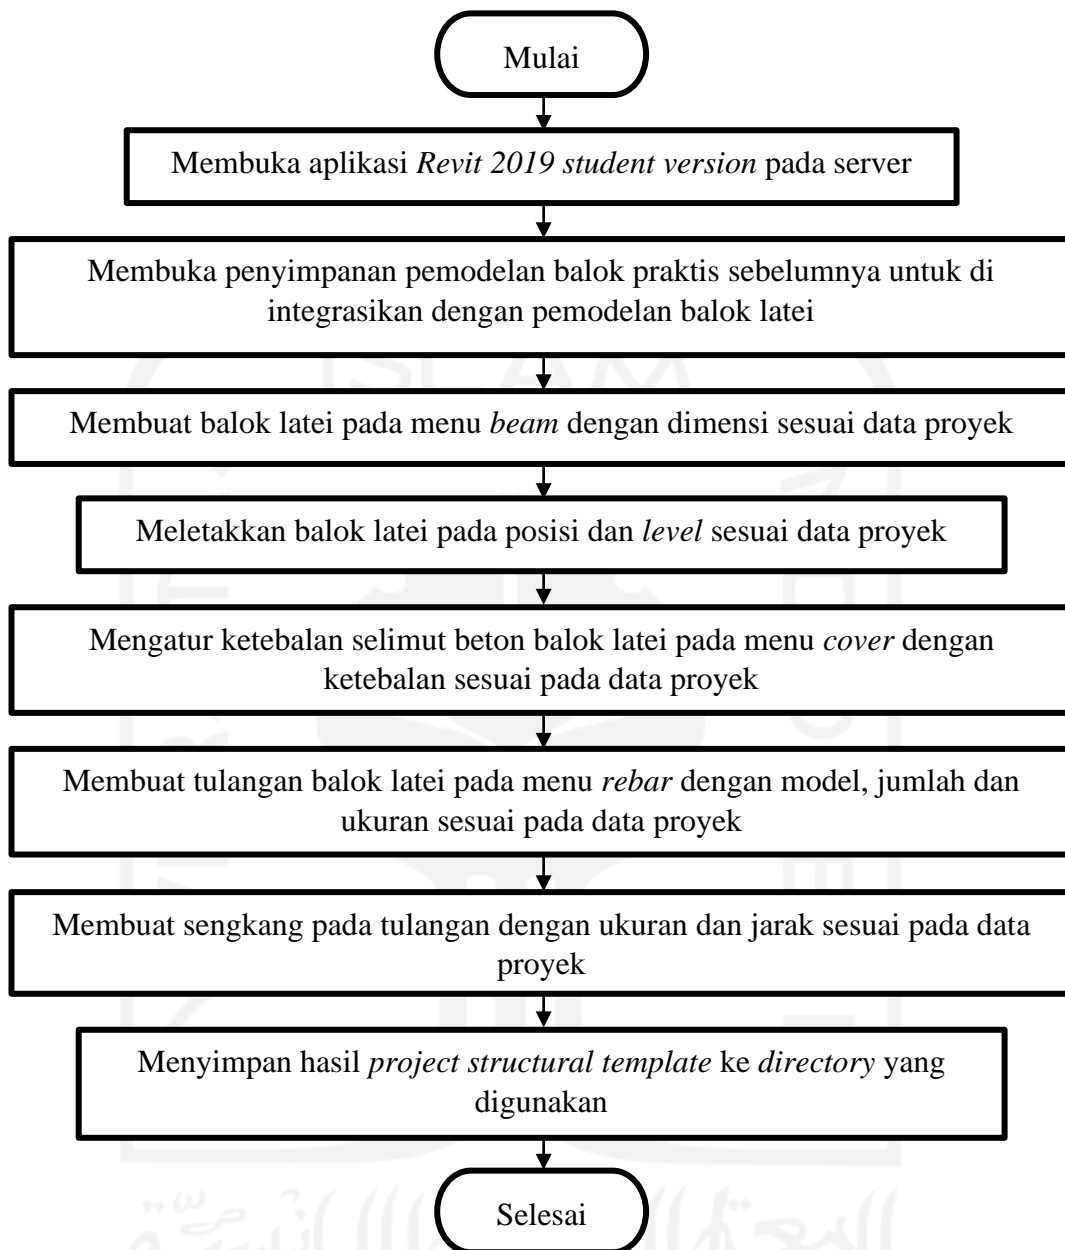 Mulai
Membuka aplikasi Revit 2019 student version pada server
Membuka penyimpanan pemodelan balok praktis sebelumnya untuk di
integrasikan dengan pemodelan balok latei
ISLAM
Membuat balok latei pada menu beam dengan dimensi sesuai data proyek
Meletakkan balok latei pada posisi dan level sesuai data proyek
Mengatur ketebalan selimut beton balok latei pada menu cover dengan
ketebalan sesuai pada data proyek
Membuat tulangan balok latei pada menu rebar dengan model, jumlah dan
ukuran sesuai pada data proyek
Membuat sengkang pada tulangan dengan ukuran dan jarak sesuai pada data
proyek
Menyimpan hasil project structural template ke directory yang
digunakan
Selesai